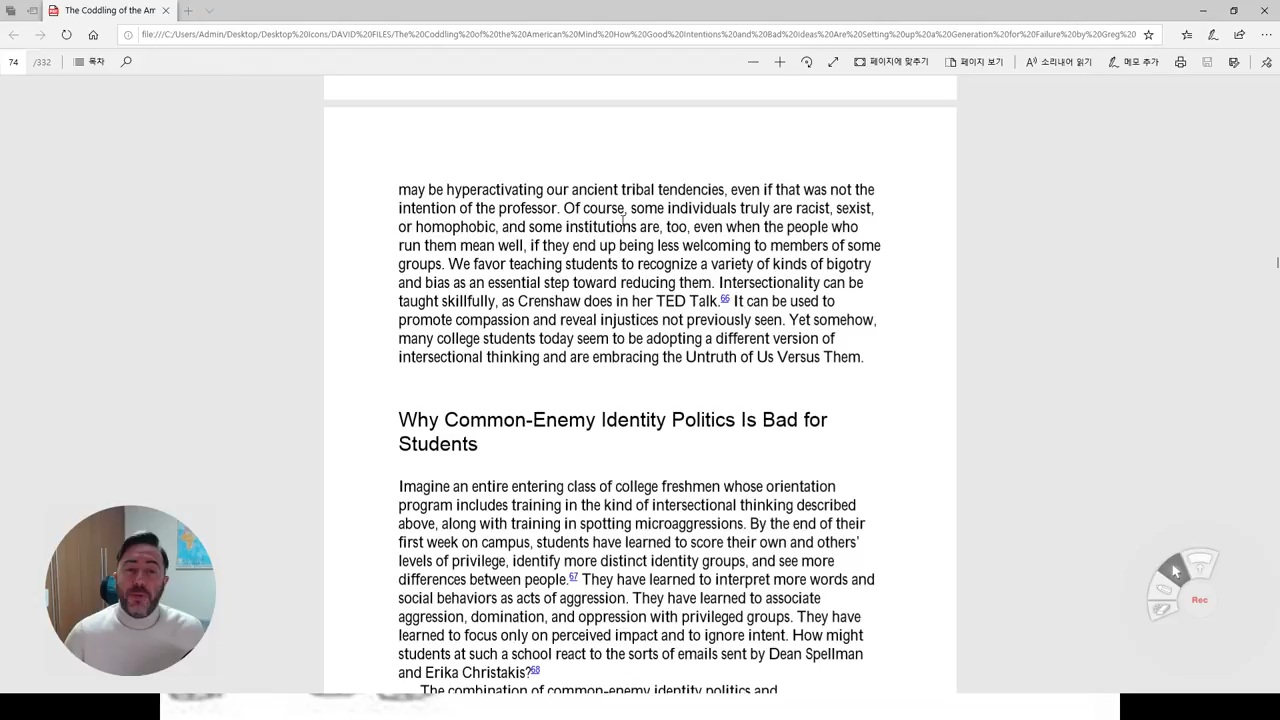 The Coddling of the Am
file:///C:/Users/Admin/Desktop/Desktop%20Icons/DAVID%20FILES/The%20Coddling%20of%20the%20American%20Mind%20How%20Good%20Intentions%20and%20Bad%20Ideas%20Are%20Setting%20up%20a%20Generation%20for%20Failure%20by%20Greg%20
74 /332 목차 페이지에 맞추기 페이지 보기 소리내어 읽기 메모 추가
may be hyperactivating our ancient tribal tendencies, even if that was not the
intention of the professor. Of course, some individuals truly are racist, sexist,
or homophobic, and some institutions are, too, even when the people who
run them mean well, if they end up being less welcoming to members of some
groups. We favor teaching students to recognize a variety of kinds of bigotry
and bias as an essential step toward reducing them. Intersectionality can be
taught skillfully, as Crenshaw does in her TED Talk.66 It can be used to
promote compassion and reveal injustices not previously seen. Yet somehow,
many college students today seem to be adopting a different version of
intersectional thinking and are embracing the Untruth of Us Versus Them.
Why Common-Enemy Identity Politics Is Bad for
Students
Imagine an entire entering class of college freshmen whose orientation
program includes training in the kind of intersectional thinking described
above, along with training in spotting microaggressions. By the end of their
first week on campus, students have learned to score their own and others'
levels of privilege, identify more distinct identity groups, and see more
differences between people.67 They have learned to interpret more words and
social behaviors as acts of aggression. They have learned to associate
aggression, domination, and oppression with privileged groups. They have
learned to focus only on perceived impact and to ignore intent. How might
students at such a school react to the sorts of emails sent by Dean Spellman
and Erika Christakis?68
The combination of common-enemy identity politics and
Rec